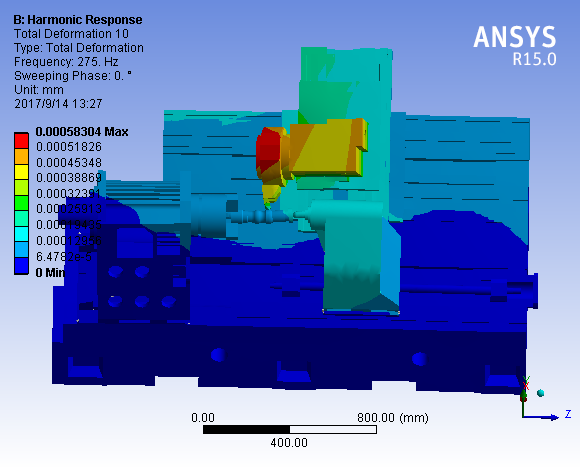 B: Harmonic Response
Total Deformation 10
Type: Total Deformation
Frequency: 275. Hz
Sweeping Phase: 0. °
Unit: mm
2017/9/14 13:27
ANSYS
R15.0
0.00058304 Max
0.00051826
0.00045348
0.00038869
0 Min
0.00
800.00 (mm)
400.00
Z